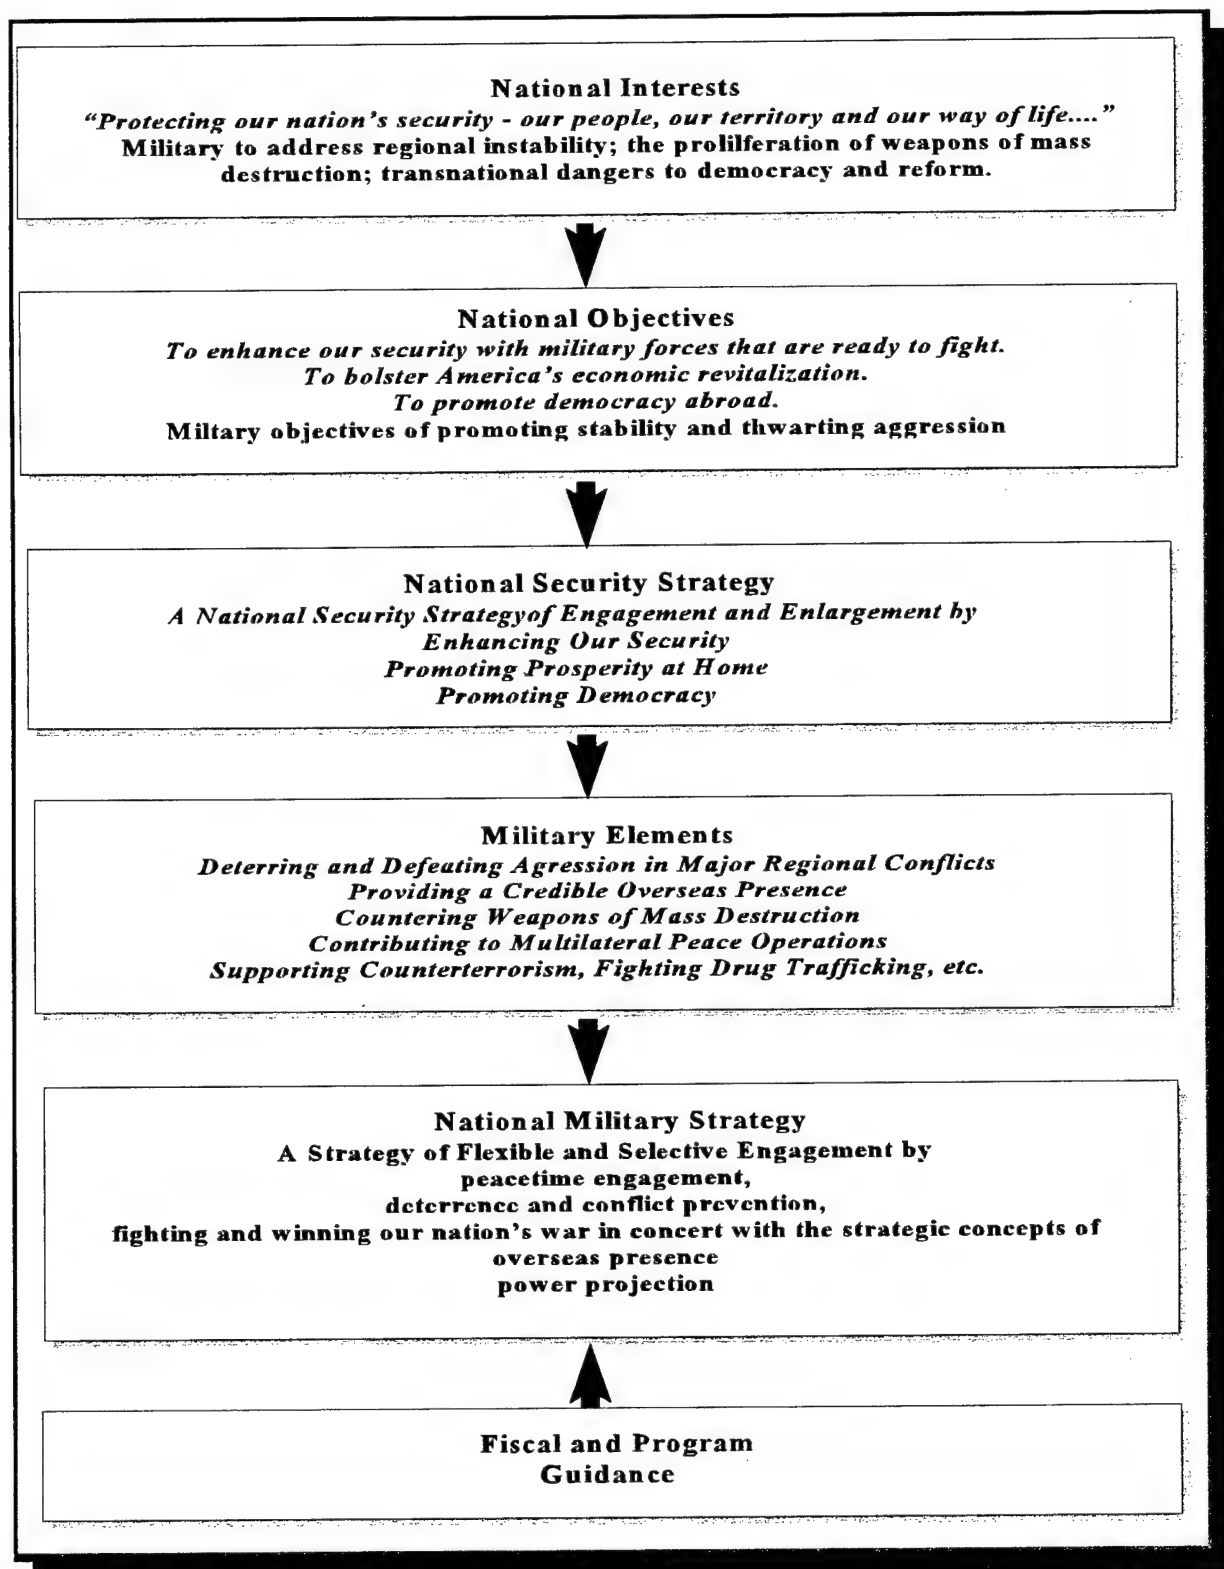 National Interests
“Protecting our nation’s security - our people, our territory and our way of life....”
Military to address regional instability; the prolilferation of weapons of mass
destruction; transnational dangers to democracy and reform.
National Objectives
To enhance our security with military forces that are ready to fight.
To bolster America’s economic revitalization.
To promote democracy abroad.
Miltary objectives of promoting stability and thwarting aggression
National Security Strategy
A National Security Strategyof Engagement and Enlargement by
Enhancing Our Security
Promoting Prosperity at Home
Promoting Democracy
Military Elements
Deterring and Defeating Agression in Major Regional Conflicts
Providing a Credible Overseas Presence
Countering Weapons of Mass Destruction
Contributing to Multilateral Peace Operations
Supporting Counterterrorism, Fighting Drug Trafficking, etc.
National Military Strategy
A Strategy of Flexible and Selective Engagement by
peacetime engagement,
deterrence and conflict prevention,
fighting and winning our nation’s war in concert with the strategic concepts of
overseas presence
power projection
Fiscal and Program
Guidance